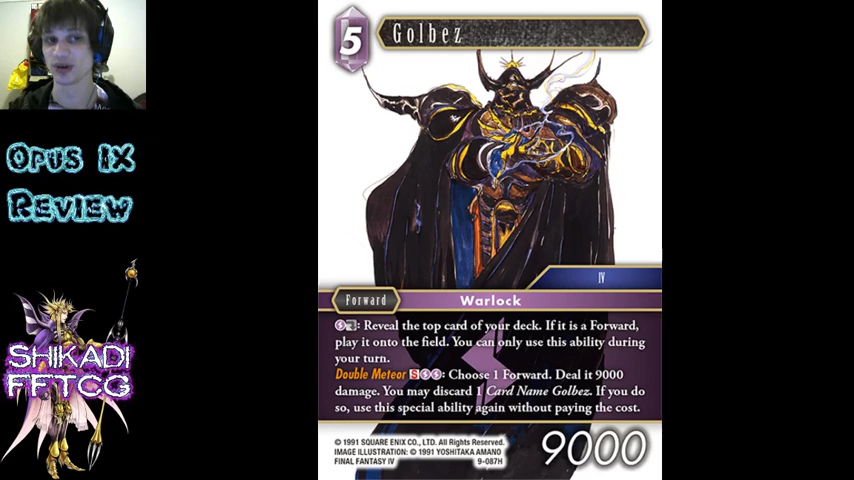 5
Golbez
Opus IX
Review
SHIKADI
FFTCG
IV
Forward
Warlock
: Reveal the top card of your deck. If it is a Forward,
play it onto the field. You can only use this ability during
your turn.
Double Meteor S: Choose 1 Forward. Deal it 9000
damage. You may discard 1 Card Name Golbez. If you do
so, use this special ability again without paying the cost.
© 1991 SQUARE ENIX CO., LTD. All Rights Reserved.
IMAGE ILLUSTRATION: © 1991 YOSHITAKA AMANO
FINAL FANTASY IV
9-087H
9000